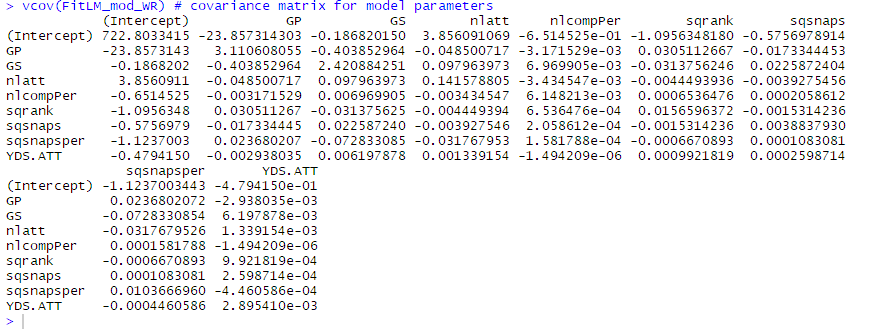 > vcov(FitLM_mod_WR) # covariance matrix for model parameters
(Intercept) GP GS nlatt nlcompPer sqrank sqsnaps
(Intercept) 722.8033415 -23.857314303 -0.186820150 3.856091069 -6.514525e-01 -1.0956348180 -0.5756978914
GP -23.8573143 3.110608055 -0.403852964 -0.048500717 -3.171529e-03 0.0305112667 -0.0173344453
GS -0.1868202 -0.403852964 2.420884251 0.097963973 6.969905e-03 -0.0313756246 0.0225872404
nlatt 3.8560911 -0.048500717 0.097963973 0.141578805 -3.434547e-03 -0.0044493936 -0.0039275456
nlcompPer -0.6514525 -0.003171529 0.006969905 -0.003434547 6.148213e-03 0.0006536476 0.0002058612
sqrank -1.0956348 0.030511267 -0.031375625 -0.004449394 6.536476e-04 0.0156596372 -0.0015314236
sqsnaps -0.5756979 -0.017334445 0.022587240 -0.003927546 2.058612e-04 -0.0015314236 0.0038837930
sqsnapsper -1.1237003 0.023680207 -0.072833085 -0.031767953 1.581788e-04 -0.0006670893 0.0001083081
YDS.ATT -0.4794150 -0.002938035 0.006197878 0.001339154 -1.494209e-06 0.0009921819 0.0002598714
sqsnapsper YDS.ATT
(Intercept) -1.1237003443 -4.794150e-01
GP 0.0236802072 -2.938035e-03
GS -0.0728330854 6.197878e-03
nlatt -0.0317679526 1.339154e-03
nlcompPer 0.0001581788 -1.494209e-06
sqrank -0.0006670893 9.921819e-04
sqsnaps 0.0001083081 2.598714e-04
sqsnapsper 0.0103666960 -4.460586e-04
YDS.ATT -0.0004460586 2.895410e-03
>